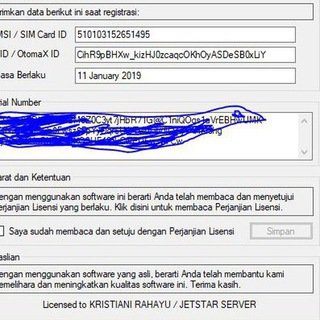 rimkan data berikut ini saat registrasi:
MSI / SIM Card ID 510103152651495
ID / OtomaX ID CihR9pBHXw_kizHJ0zcaqcOKhOyASDeSB0xLiY
asa Berlaku 11 January 2019
rial Number
arat dan Ketentuan
engan menggunakan software ini berarti Anda telah membaca dan menyetujui
erjanjian Lisensi yang berlaku. Klik disini untuk membaca Perjanjian Lisensi.
Saya sudah membaca dan setuju dengan Perjanjian Lisensi Simpan
aslian
engan menggunakan software yang asli, berarti Anda telah membantu kami
emelihara dan meningkatkan kualitas software ini. Terima kasih.
Licensed to KRISTIANI RAHAYU / JETSTAR SERVER